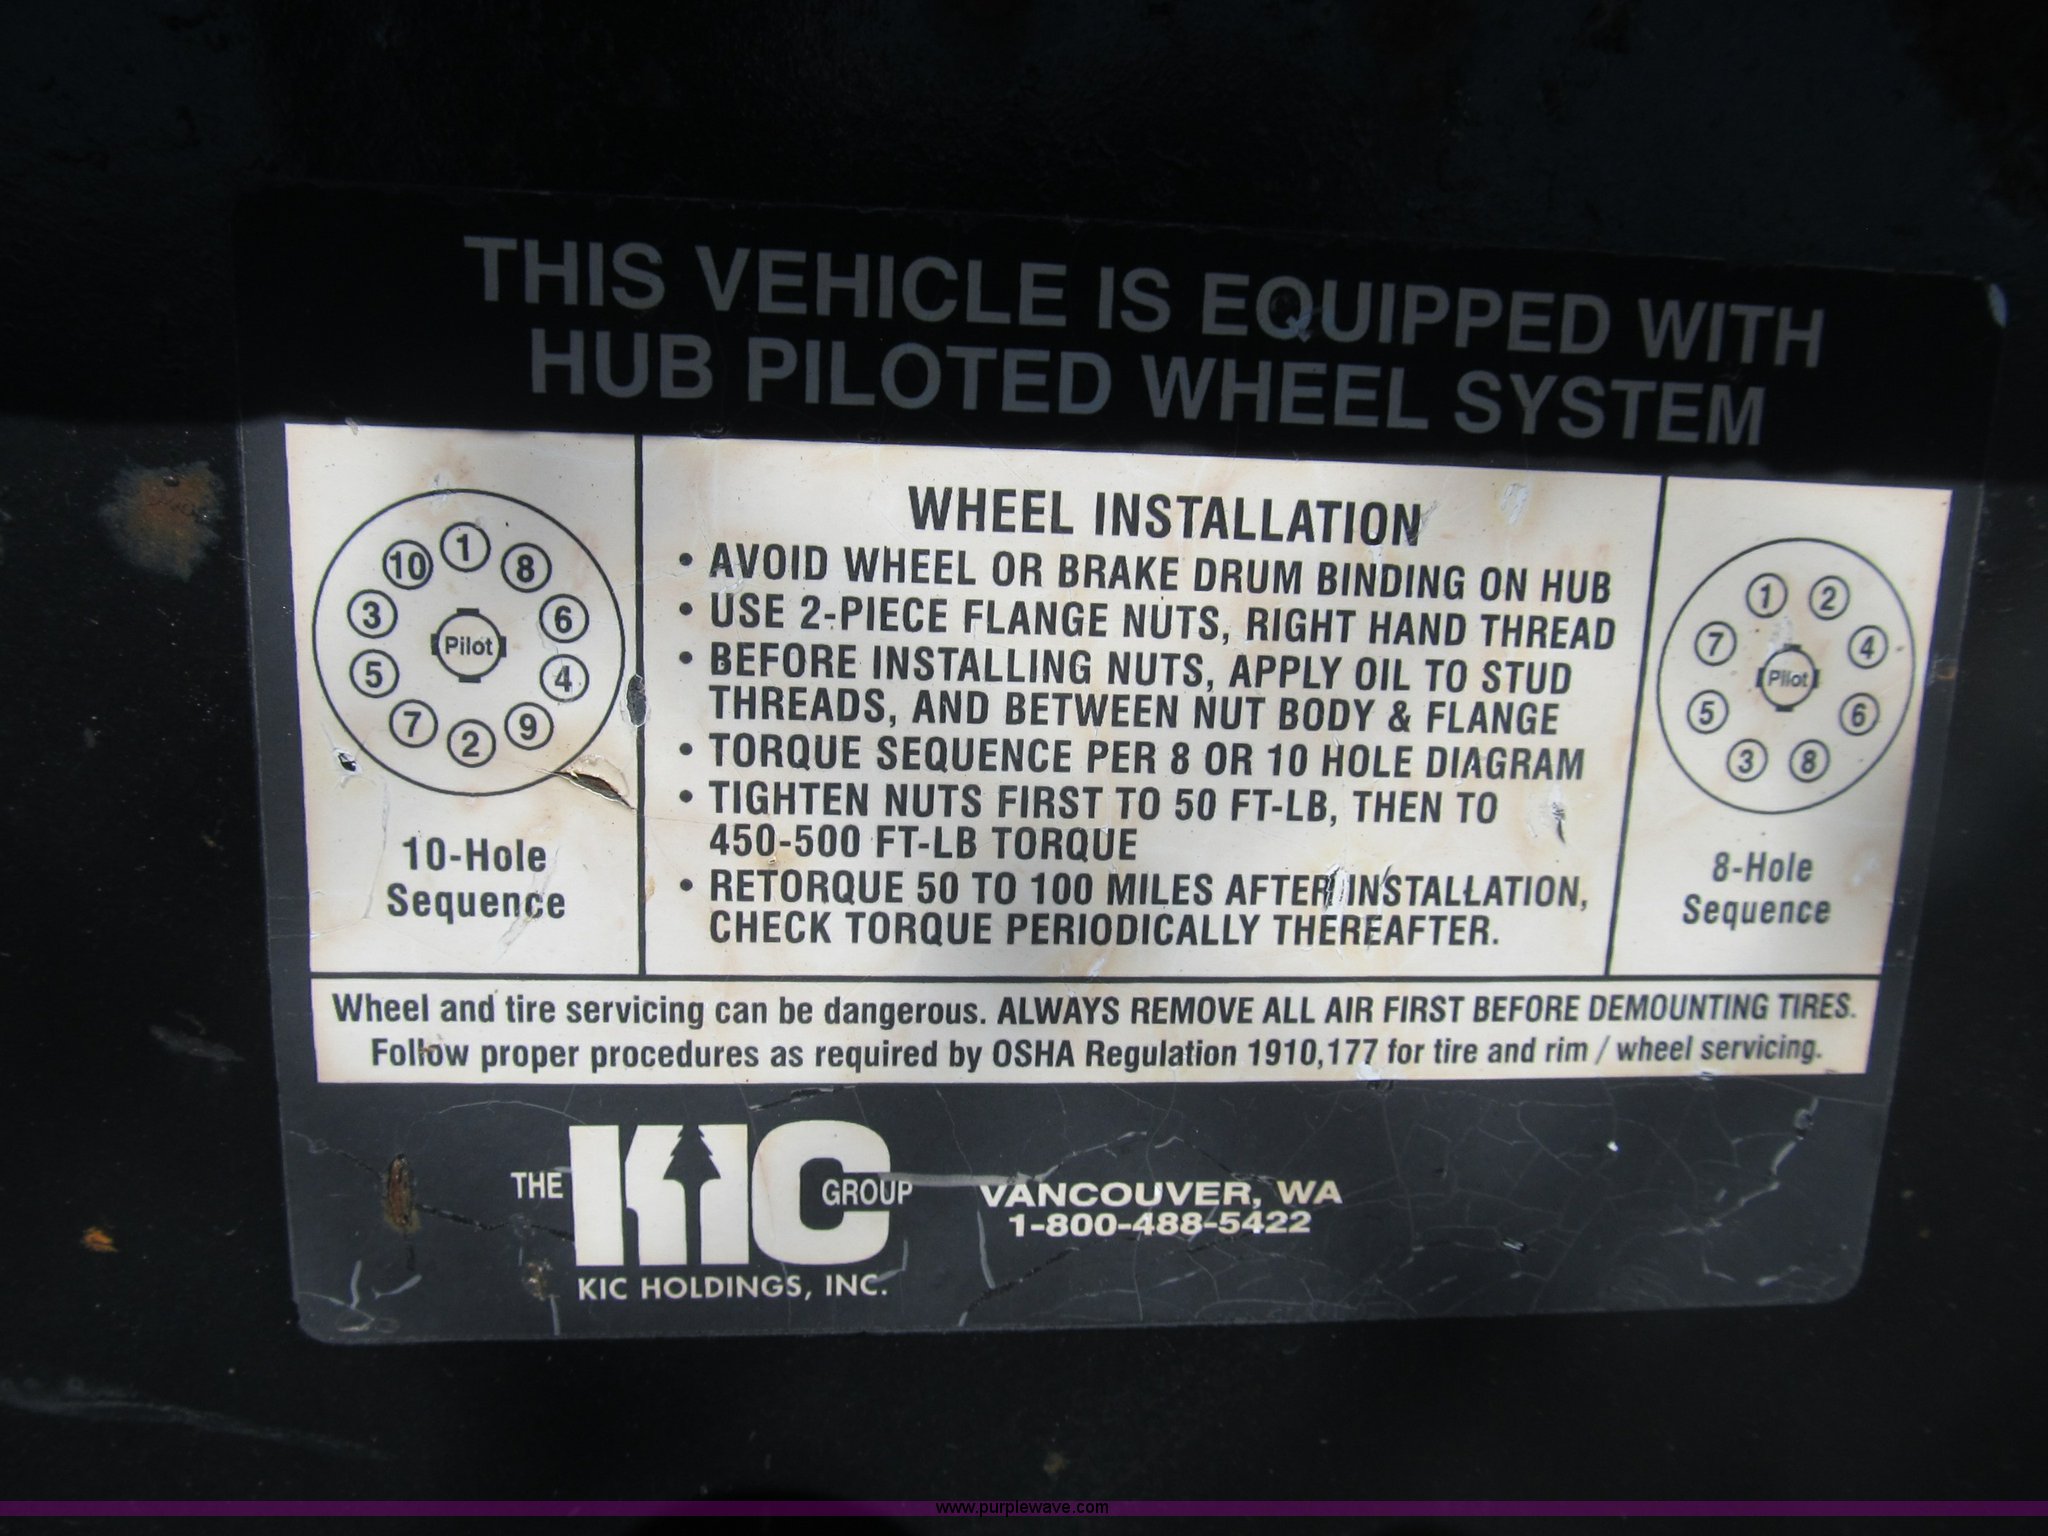 THIS VEHICLE IS EQUIPPED WITH
HUB PILOTED WHEEL SYSTEM
1
8
6
4
9
2
7
5
3
10
Pilot
10-Hole
Sequence
WHEEL INSTALLATION
• AVOID WHEEL OR BRAKE DRUM BINDING ON HUB
• USE 2-PIECE FLANGE NUTS, RIGHT HAND THREAD
• BEFORE INSTALLING NUTS, APPLY OIL TO STUD
THREADS, AND BETWEEN NUT BODY & FLANGE
• TORQUE SEQUENCE PER 8 OR 10 HOLE DIAGRAM
• TIGHTEN NUTS FIRST TO 50 FT-LB, THEN TO
450-500 FT-LB TORQUE
• RETORQUE 50 TO 100 MILES AFTER INSTALLATION,
CHECK TORQUE PERIODICALLY THEREAFTER.
1
2
4
6
8
3
5
7
Pilot
8-Hole
Sequence
Wheel and tire servicing can be dangerous. ALWAYS REMOVE ALL AIR FIRST BEFORE DEMOUNTING TIRES.
Follow proper procedures as required by OSHA Regulation 1910,177 for tire and rim / wheel servicing.
THE KIC GROUP
KIC HOLDINGS, INC.
VANCOUVER, WA
1-800-488-5422
www.purplewave.com